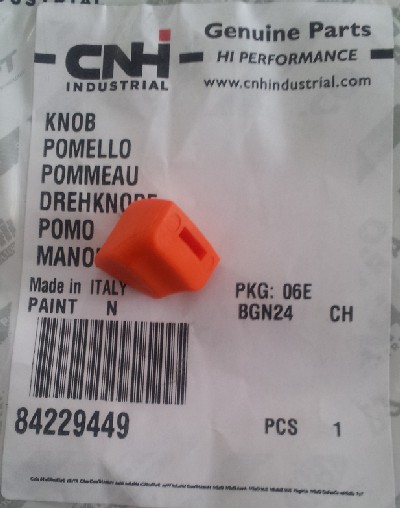 CNH
INDUSTRIAL
Genuine Parts
HI PERFORMANCE
www.cnhindustrial.com
KNOB
POMELLO
POMMEAU
POMO
Made in ITALY
PAINT N
PKG: 06E
BGN24 CH
84229449
PCS 1